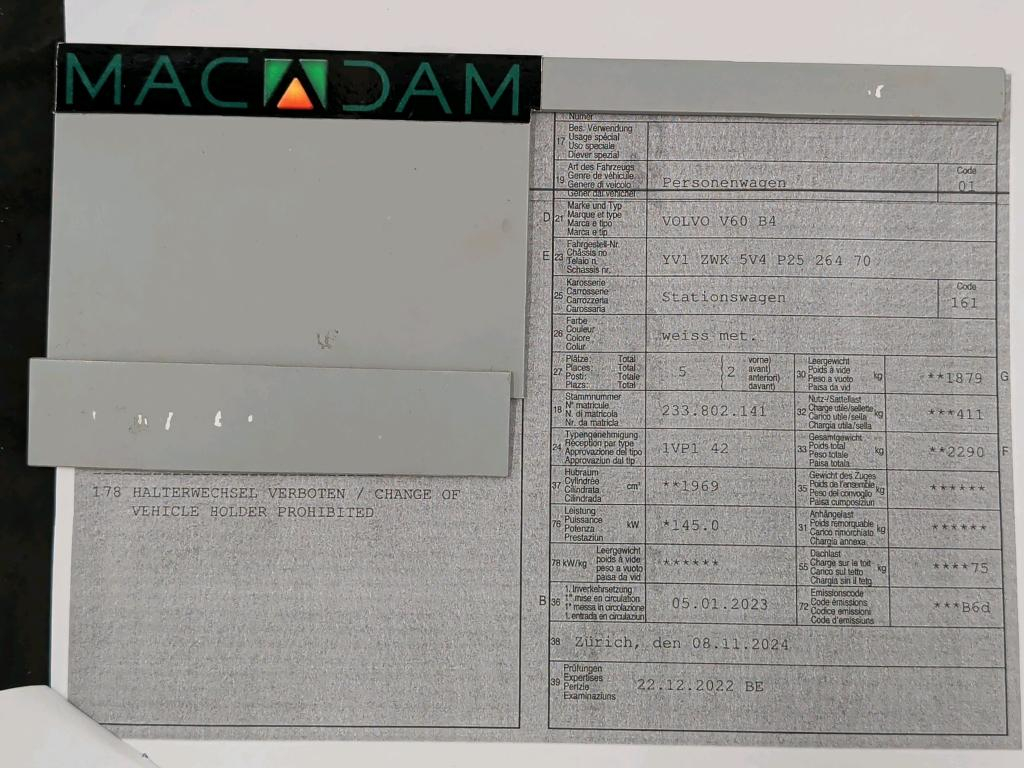 MACADAM
Numer
17 Bes. Verwendung
Usage spécial
Uso speciale
Diever spezial
19 Art des Fahrzeugs
Genre de véhicule
Genere di veicolo
Gener dal vehichel
Personenwagen
Code
01
D 21 Marke und Typ
Marque et type
Marca e tipo
Marca e tip
VOLVO V60 B4
E 23 Fahrgestell-Nr.
Châssis no
Telaio n.
Schassis nr.
YV1 ZWK 5V4 P25 264 70
25 Karosserie
Carrosserie
Carrozzeria
Carossaria
Stationswagen
Code
161
26 Farbe
Couleur
Colore
Colur
weiss met.
27 Plätze: Total
Places: Total
Posti: Totale
Plazs: Total
5 (2 vorne)
avant)
anteriori)
davant)
30 Leergewicht
Poids à vide
Peso a vuoto
Paisa da vid
kg
**1879 G
18 Stammnummer
N° matricule
N. di matricola
Nr. da matricla
233.802.141
32 Nutz-/Sattellast
Charge utile/sellette
Carico utile/sella
Chargia utila/sella
kg
***411
24 Typengenehmigung
Réception par type
Approvazione del tipo
Approvaziun dal tip
1VP1 42
33 Gesamtgewicht
Poids total
Peso totale
Paisa totala
kg
**2290 F
37 Hubraum
Cylindrée
Cilindrata
Cilindrada
cm³
**1969
35 Gewicht des Zuges
Poids de l'ensemble
Peso del convoglio
Paisa cumposiziun
kg
******
76 Leistung
Puissance
Potenza
Prestaziun
kW
*145.0
31 Anhängelast
Poids remorquable
Carico rimorchiato
Chargia annexa
kg
******
78 kW/kg Leergewicht
poids à vide
peso a vuoto
paisa da vid
******
55 Dachlast
Charge sur le toit
Carico sul tetto
Chargia sin il tetg
kg
****75
B 36 1. Inverkehrsetzung
1re mise en circulation
1a messa in circolazione
1. entrada en circulaziun
05.01.2023
72 Emissionscode
Code émissions
Codice emissioni
Code d'emissiuns
***B6d
38 Zürich, den 08.11.2024
39 Prüfungen
Expertises
Perizie
Examinaziuns
22.12.2022 BE
178 HALTERWECHSEL VERBOTEN / CHANGE OF
VEHICLE HOLDER PROHIBITED